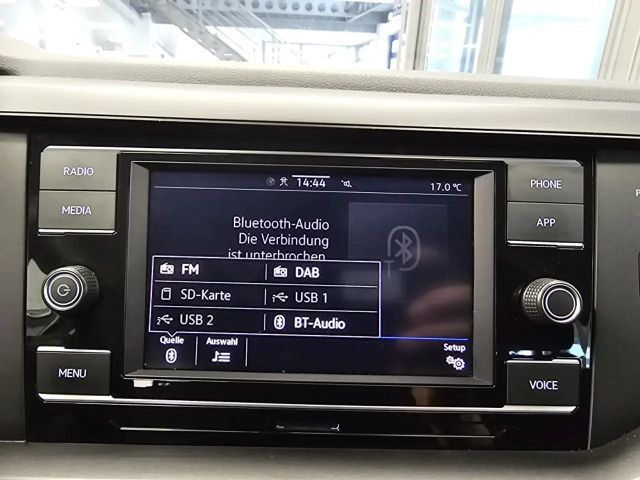 RADIO
MEDIA
MENU
14:44
17.0 °C
Bluetooth-Audio
Die Verbindung
ist unterbrochen
FM
DAB
SD-Karte
USB 1
USB 2
BT-Audio
Quelle
Auswahl
Setup
PHONE
APP
VOICE
P